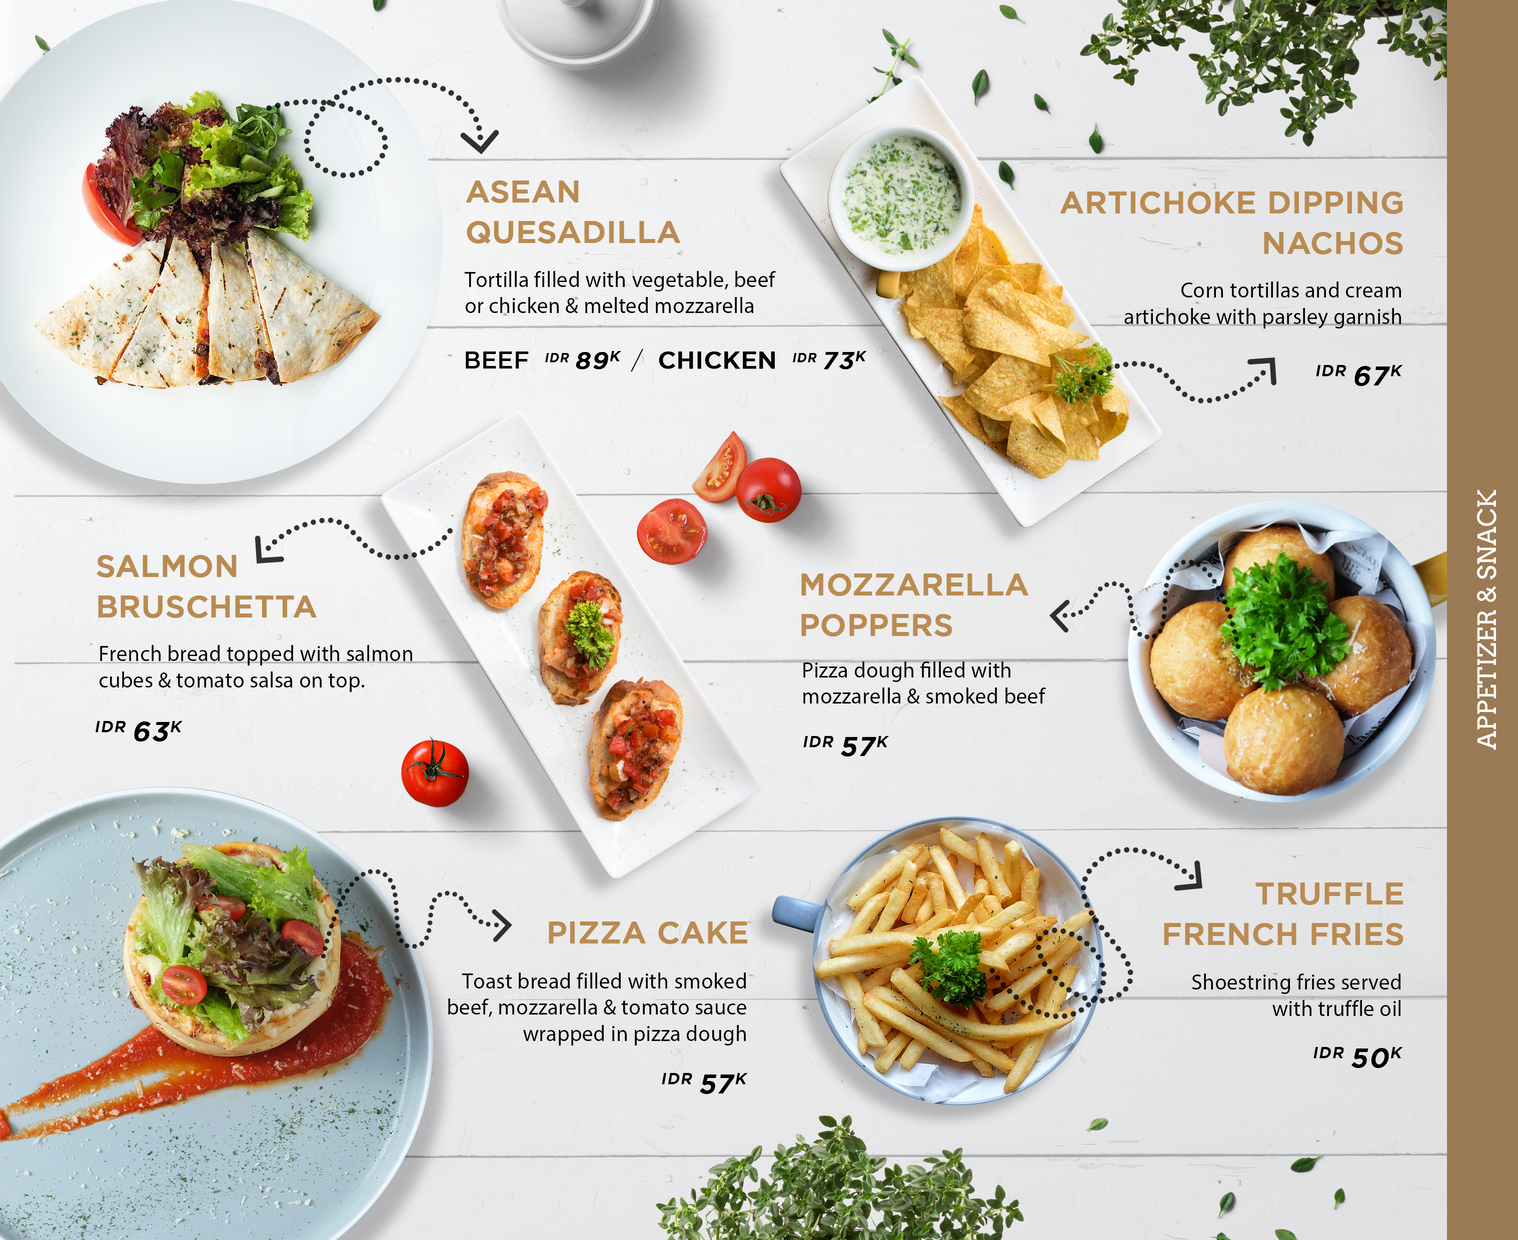 ASEAN
QUESADILLA
Tortilla filled with vegetable, beef
or chicken & melted mozzarella
BEEF IDR 89K / CHICKEN IDR 73K
ARTICHOKE DIPPING
NACHOS
Corn tortillas and cream
artichoke with parsley garnish
IDR 67K
SALMON
BRUSCHETTA
French bread topped with salmon
cubes & tomato salsa on top.
IDR 63K
MOZZARELLA
POPPERS
Pizza dough filled with
mozzarella & smoked beef
IDR 57K
PIZZA CAKE
Toast bread filled with smoked
beef, mozzarella & tomato sauce
wrapped in pizza dough
IDR 57K
TRUFFLE
FRENCH FRIES
Shoestring fries served
with truffle oil
IDR 50K
APPETIZER & SNACK